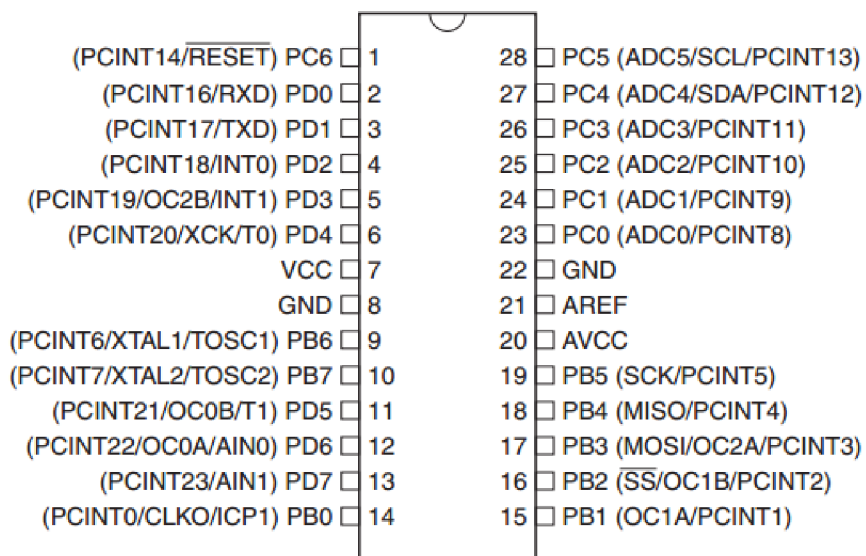 (PCINT14/RESET) PC6 1 28 PC5 (ADC5/SCL/PCINT13)
(PCINT16/RXD) PD0 2 27 PC4 (ADC4/SDA/PCINT12)
(PCINT17/TXD) PD1 3 26 PC3 (ADC3/PCINT11)
(PCINT18/INT0) PD2 4 25 PC2 (ADC2/PCINT10)
(PCINT19/OC2B/INT1) PD3 5 24 PC1 (ADC1/PCINT9)
(PCINT20/XCK/T0) PD4 6 23 PC0 (ADC0/PCINT8)
VCC 7 22 GND
GND 8 21 AREF
(PCINT6/XTAL1/TOSC1) PB6 9 20 AVCC
(PCINT7/XTAL2/TOSC2) PB7 10 19 PB5 (SCK/PCINT5)
(PCINT21/OC0B/T1) PD5 11 18 PB4 (MISO/PCINT4)
(PCINT22/OC0A/AIN0) PD6 12 17 PB3 (MOSI/OC2A/PCINT3)
(PCINT23/AIN1) PD7 13 16 PB2 (SS/OC1B/PCINT2)
(PCINT0/CLKO/ICP1) PB0 14 15 PB1 (OC1A/PCINT1)